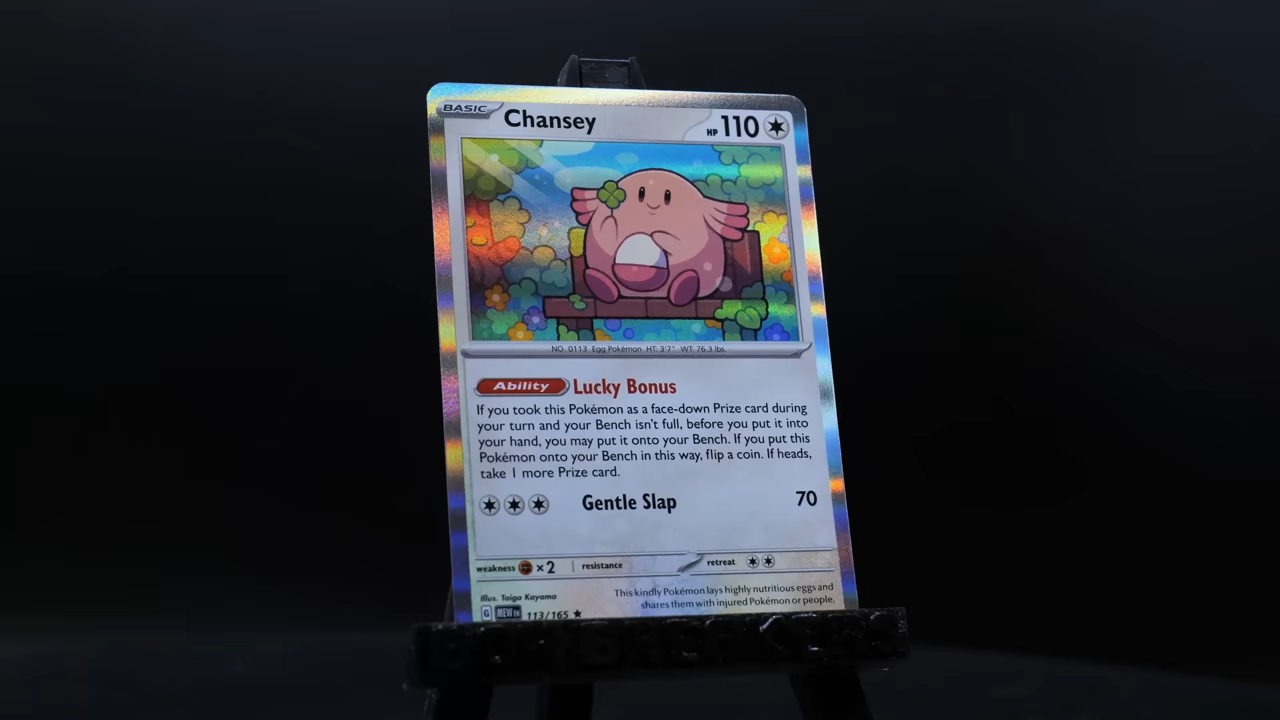 BASIC Chansey HP 110
NO. 0113 Egg Pokémon HT: 3'7" WT: 76.3 lbs.
Ability Lucky Bonus
If you took this Pokémon as a face-down Prize card during
your turn and your Bench isn't full, before you put it into
your hand, you may put it onto your Bench. If you put this
Pokémon onto your Bench in this way, flip a coin. If heads,
take 1 more Prize card.
Gentle Slap 70
weakness ×2 resistance retreat
Illus. Taiga Kayama
This kindly Pokémon lays highly nutritious eggs and
shares them with injured Pokémon or people.
G MEW EN 113/165 ★